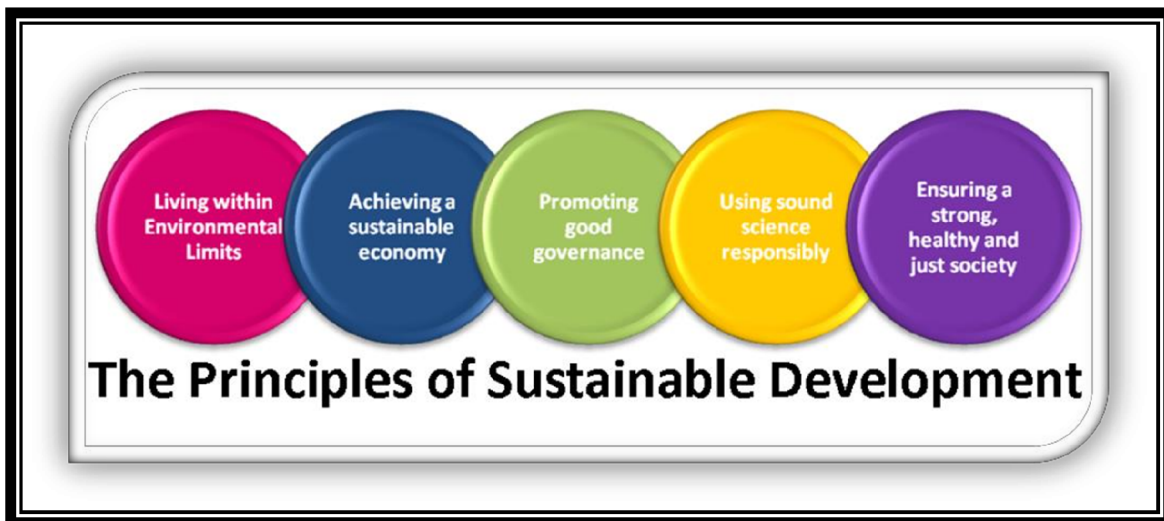 Living within
Environmental
Limits
Achieving a
sustainable
economy
Promoting
good
governance
Using sound
science
responsibly
Ensuring a
strong,
healthy and
just society
The Principles of Sustainable Development